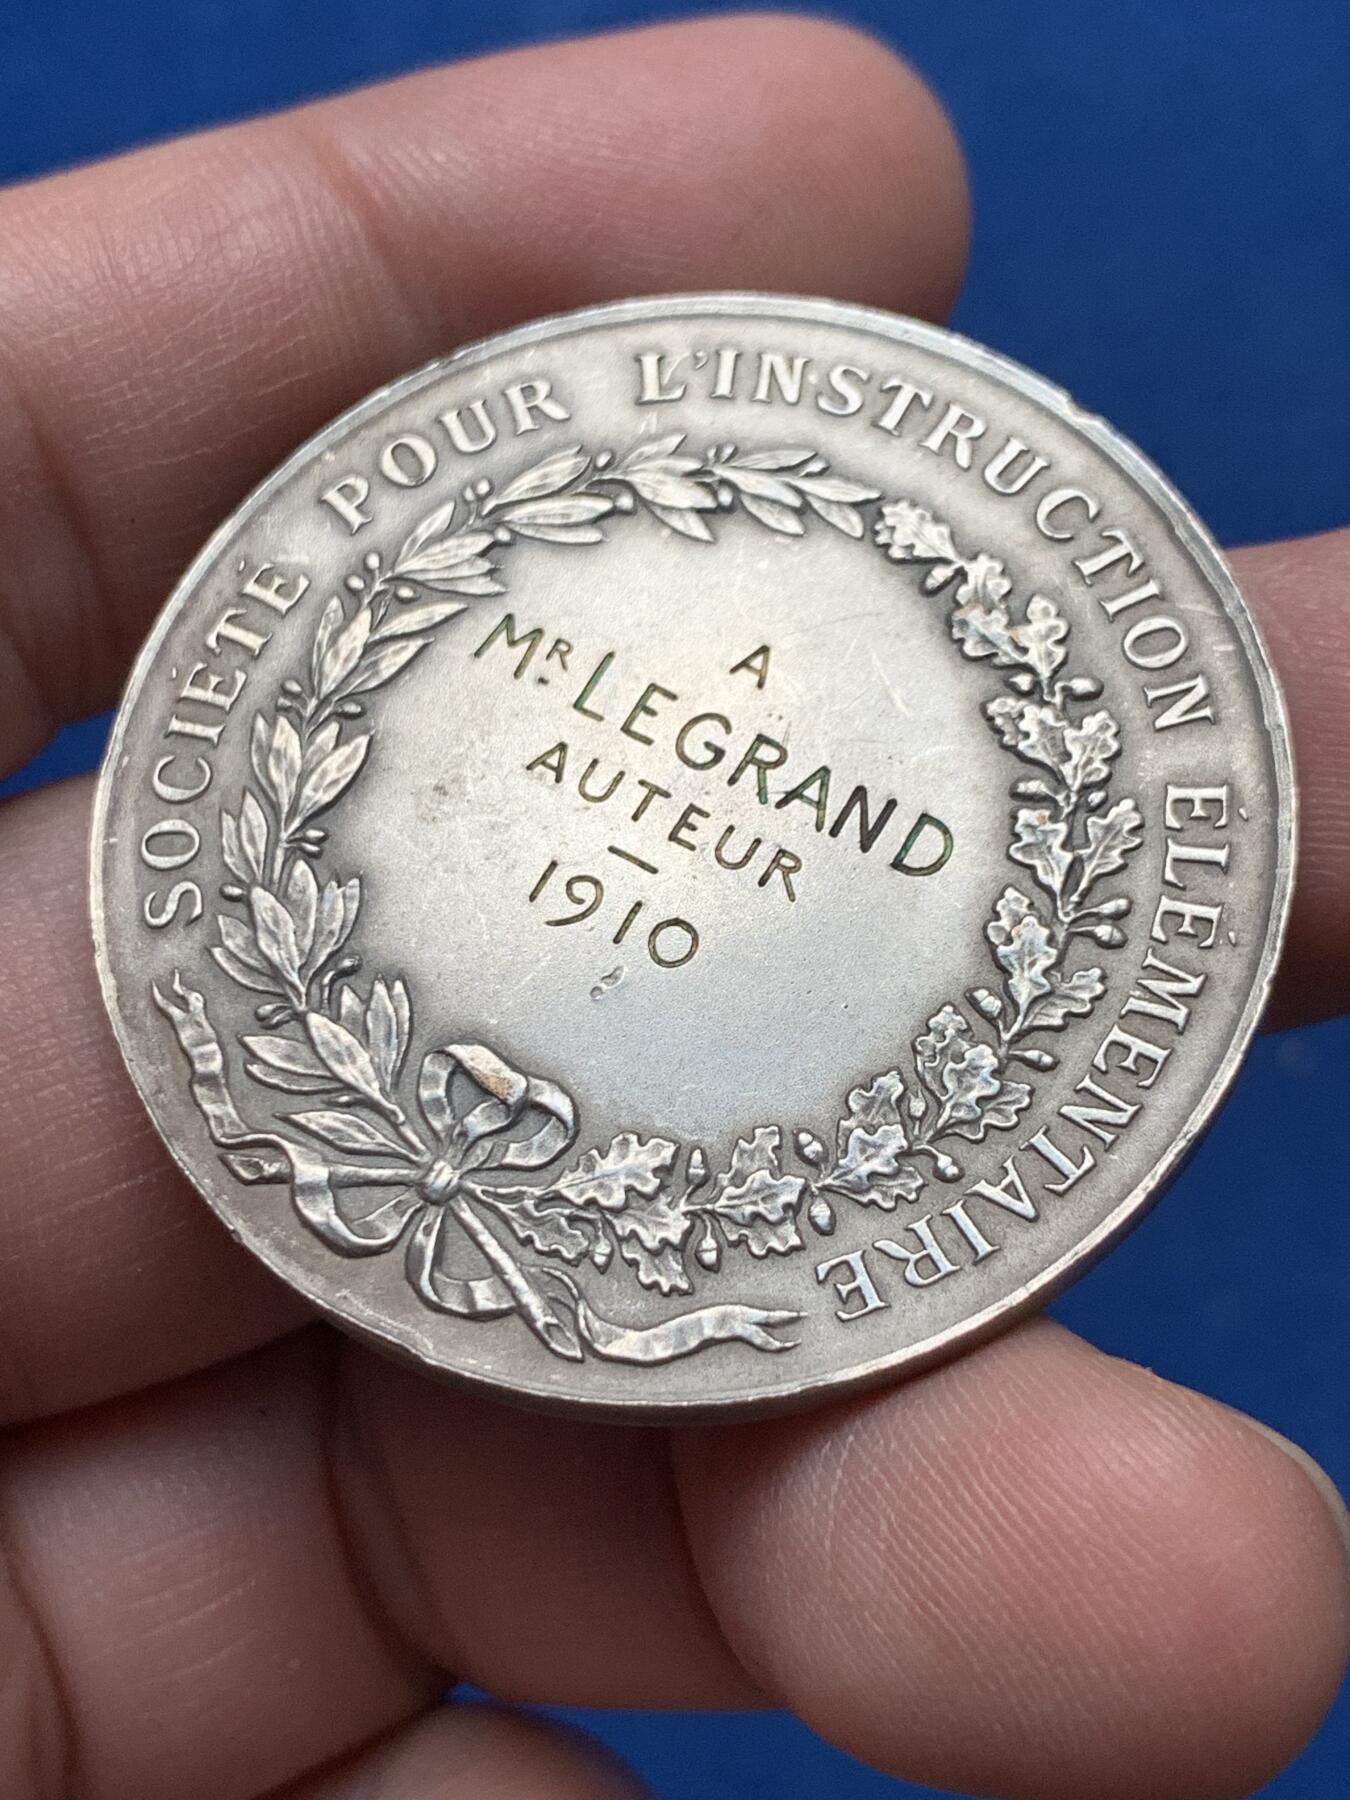 SOCIÉTÉ POUR L'INSTRUCTION ÉLÉMENTAIRE
A
MR. LEGRAND
AUTEUR
—
1910